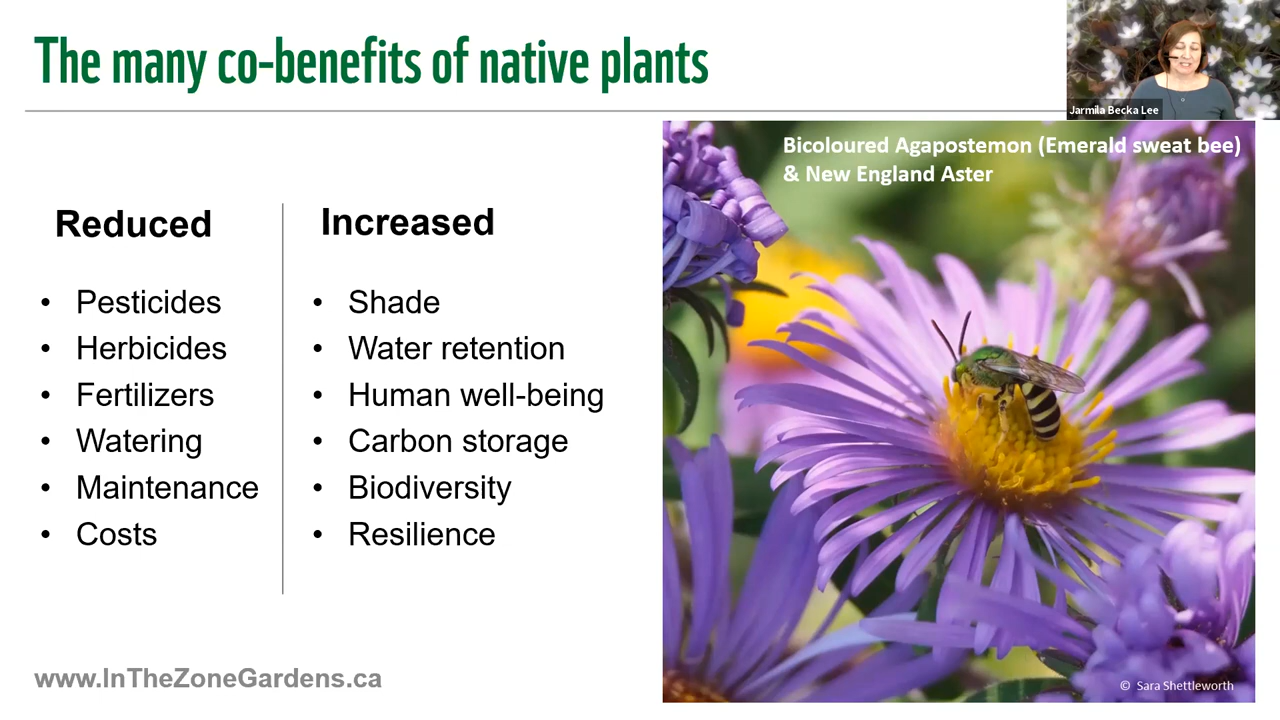 The many co-benefits of native plants
Jarmila Becka Lee
Reduced
Pesticides
Herbicides
Fertilizers
Watering
Maintenance
Costs
Increased
Shade
Water retention
Human well-being
Carbon storage
Biodiversity
Resilience
Bicoloured Agapostemon (Emerald sweat bee)
& New England Aster
© Sara Shettleworth
www.InTheZoneGardens.ca